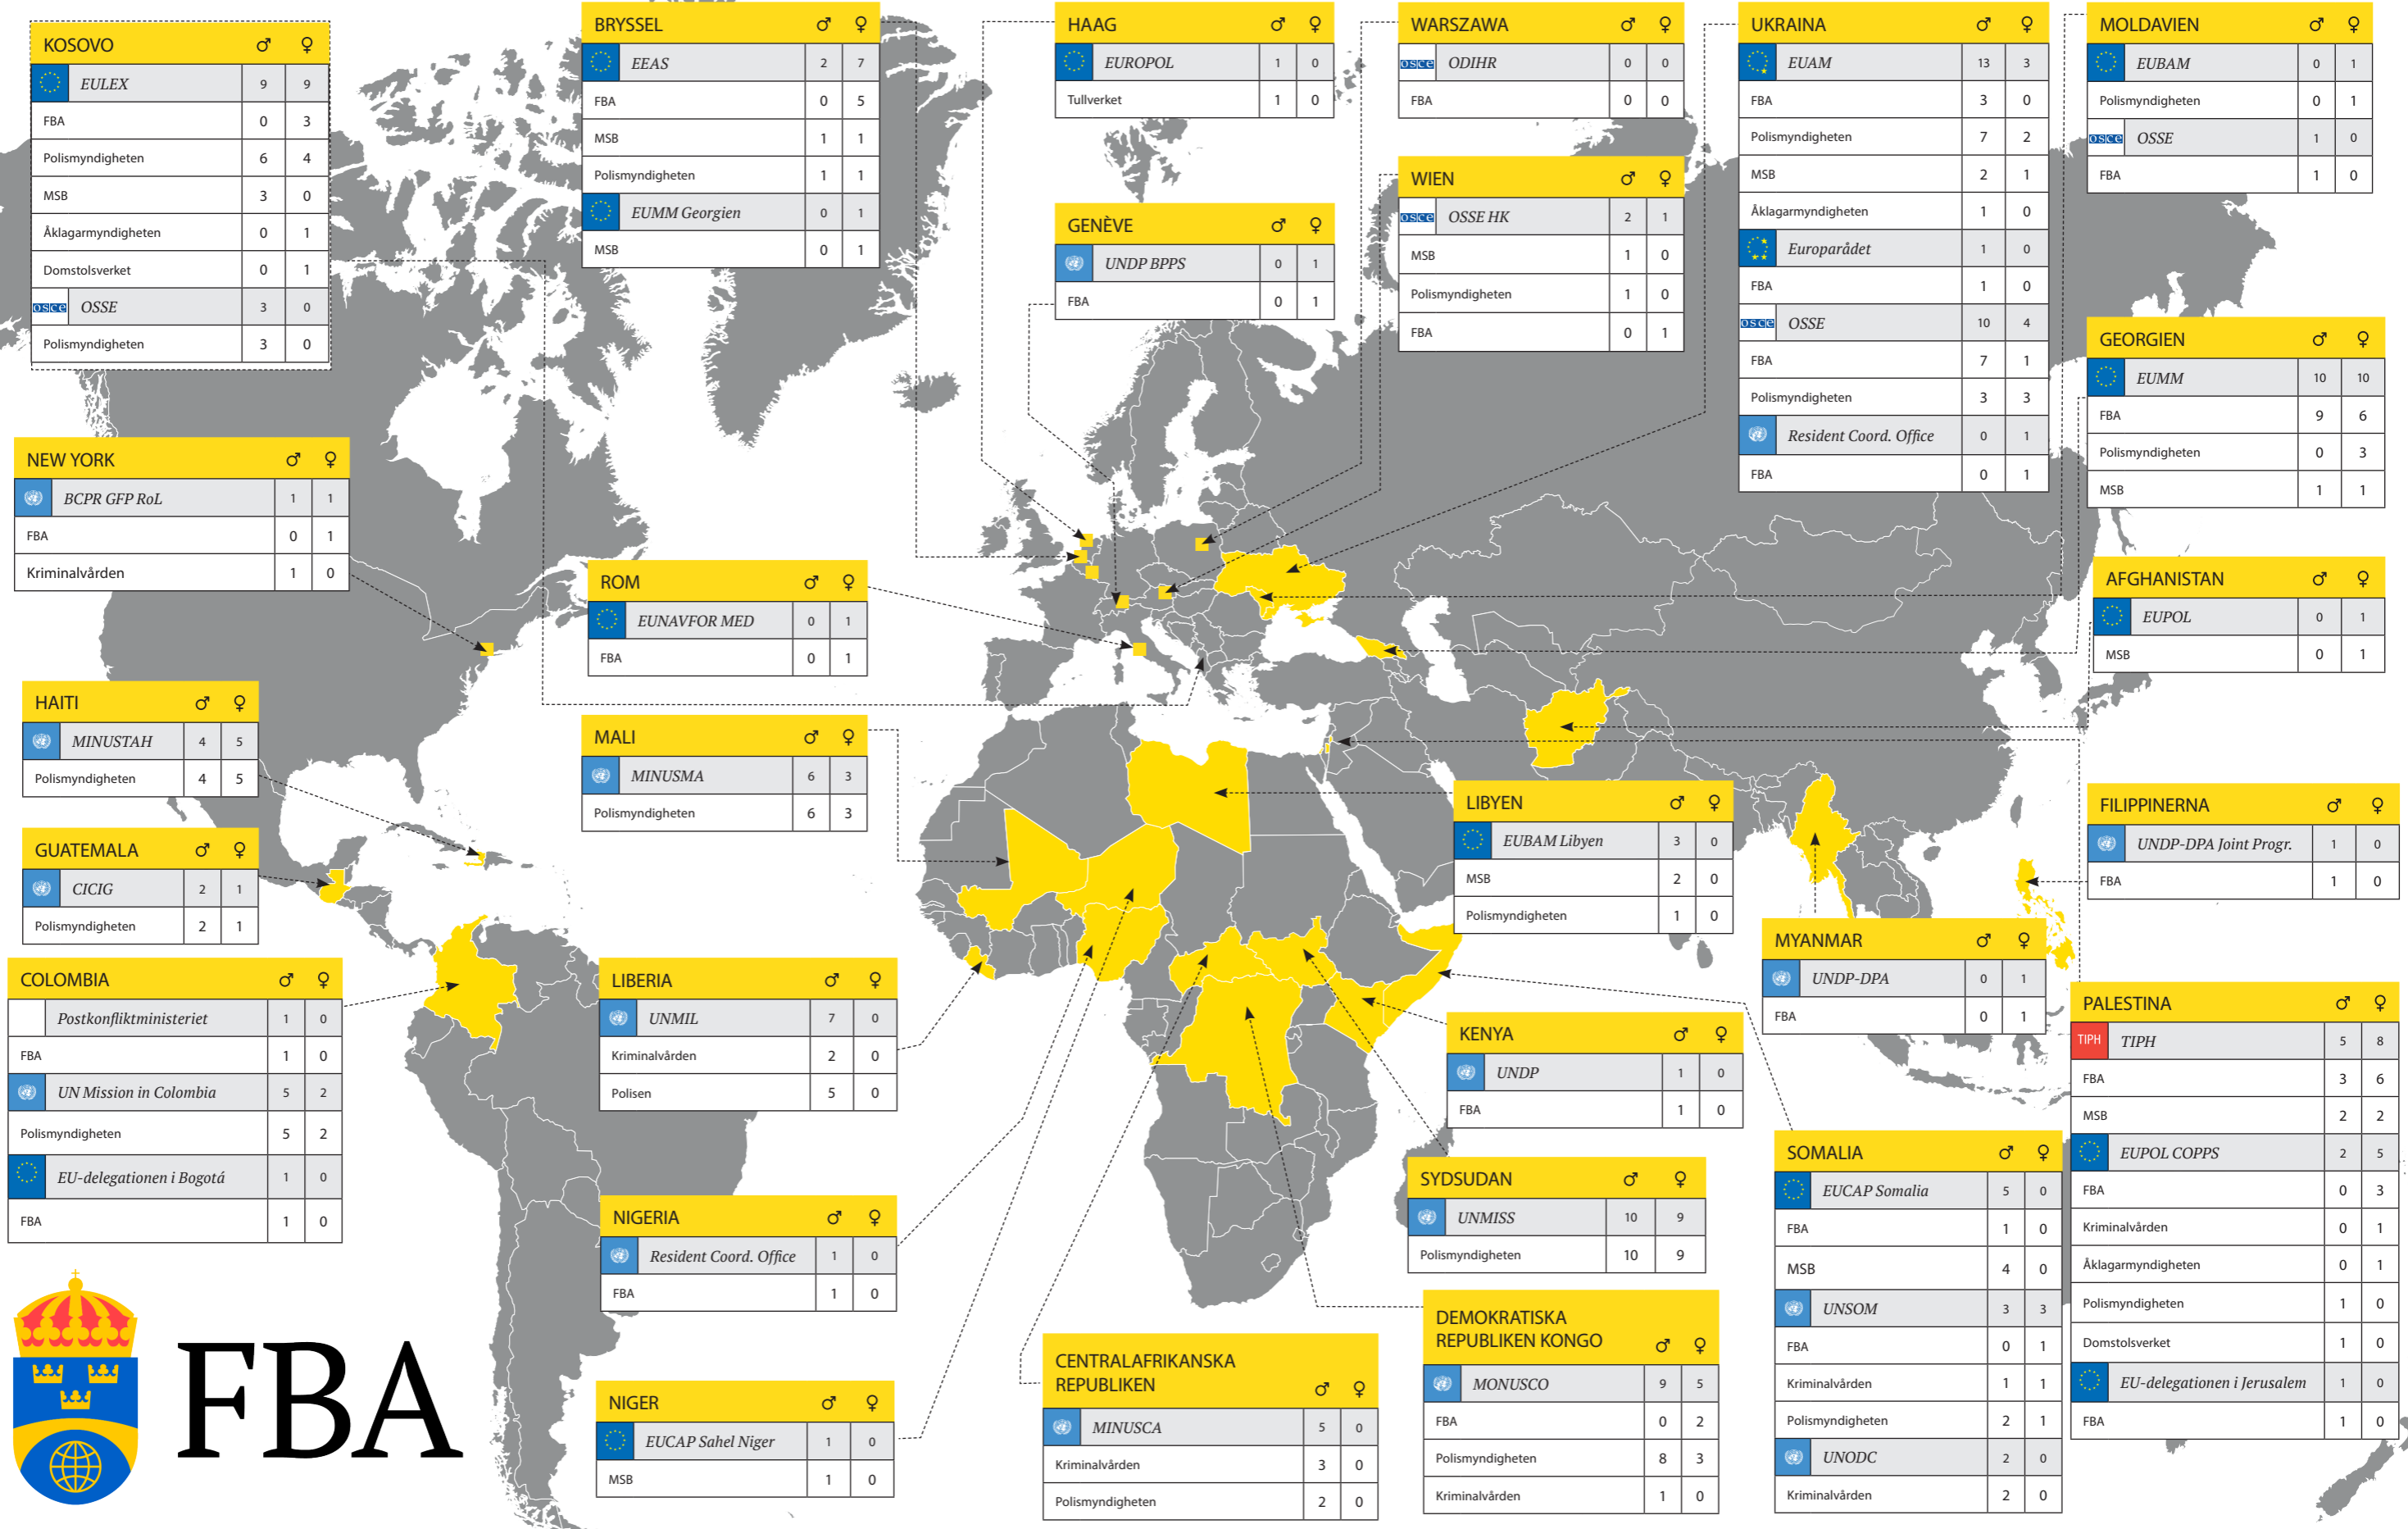 KOSOVO ♂ ♀
EULEX 9 9
FBA 0 3
Polismyndigheten 6 4
MSB 3 0
Åklagarmyndigheten 0 1
Domstolsverket 0 1
osce OSSE 3 0
Polismyndigheten 3 0
BRYSSEL ♂ ♀
EEAS 2 7
FBA 0 5
MSB 1 1
Polismyndigheten 1 1
EUMM Georgien 0 1
MSB 0 1
HAAG ♂ ♀
EUROPOL 1 0
Tullverket 1 0
GENÈVE ♂ ♀
UNDP BPPS 0 1
FBA 0 1
WARSZAWA ♂ ♀
osce ODIHR 0 0
FBA 0 0
WIEN ♂ ♀
osce OSSE HK 2 1
MSB 1 0
Polismyndigheten 1 0
FBA 0 1
UKRAINA ♂ ♀
EUAM 13 3
FBA 3 0
Polismyndigheten 7 2
MSB 2 1
Åklagarmyndigheten 1 0
Europarådet 1 0
FBA 1 0
osce OSSE 10 4
FBA 7 1
Polismyndigheten 3 3
Resident Coord. Office 0 1
FBA 0 1
MOLDAVIEN ♂ ♀
EUBAM 0 1
Polismyndigheten 0 1
osce OSSE 1 0
FBA 1 0
GEORGIEN ♂ ♀
EUMM 10 10
FBA 9 6
Polismyndigheten 0 3
MSB 1 1
NEW YORK ♂ ♀
BCPR GFP RoL 1 1
FBA 0 1
Kriminalvården 1 0
ROM ♂ ♀
EUNAVFOR MED 0 1
FBA 0 1
AFGHANISTAN ♂ ♀
EUPOL 0 1
MSB 0 1
HAITI ♂ ♀
MINUSTAH 4 5
Polismyndigheten 4 5
MALI ♂ ♀
MINUSMA 6 3
Polismyndigheten 6 3
LIBYEN ♂ ♀
EUBAM Libyen 3 0
MSB 2 0
Polismyndigheten 1 0
FILIPPINERNA ♂ ♀
UNDP-DPA Joint Progr. 1 0
FBA 1 0
GUATEMALA ♂ ♀
CICIG 2 1
Polismyndigheten 2 1
MYANMAR ♂ ♀
UNDP-DPA 0 1
FBA 0 1
COLOMBIA ♂ ♀
Postkonfliktministeriet 1 0
FBA 1 0
UN Mission in Colombia 5 2
Polismyndigheten 5 2
EU-delegationen i Bogotá 1 0
FBA 1 0
LIBERIA ♂ ♀
UNMIL 7 0
Kriminalvården 2 0
Polisen 5 0
KENYA ♂ ♀
UNDP 1 0
FBA 1 0
PALESTINA ♂ ♀
TIPH TIPH 5 8
FBA 3 6
MSB 2 2
EUPOL COPPS 2 5
FBA 0 3
Kriminalvården 0 1
Åklagarmyndigheten 0 1
Polismyndigheten 1 0
Domstolsverket 1 0
EU-delegationen i Jerusalem 1 0
FBA 1 0
SOMALIA ♂ ♀
EUCAP Somalia 5 0
FBA 1 0
MSB 4 0
UNSOM 3 3
FBA 0 1
Kriminalvården 1 1
Polismyndigheten 2 1
UNODC 2 0
Kriminalvården 2 0
SYDSUDAN ♂ ♀
UNMISS 10 9
Polismyndigheten 10 9
NIGERIA ♂ ♀
Resident Coord. Office 1 0
FBA 1 0
DEMOKRATISKA
REPUBLIKEN KONGO ♂ ♀
MONUSCO 9 5
FBA 0 2
Polismyndigheten 8 3
Kriminalvården 1 0
CENTRALAFRIKANSKA
REPUBLIKEN ♂ ♀
MINUSCA 5 0
Kriminalvården 3 0
Polismyndigheten 2 0
NIGER ♂ ♀
EUCAP Sahel Niger 1 0
MSB 1 0
FBA